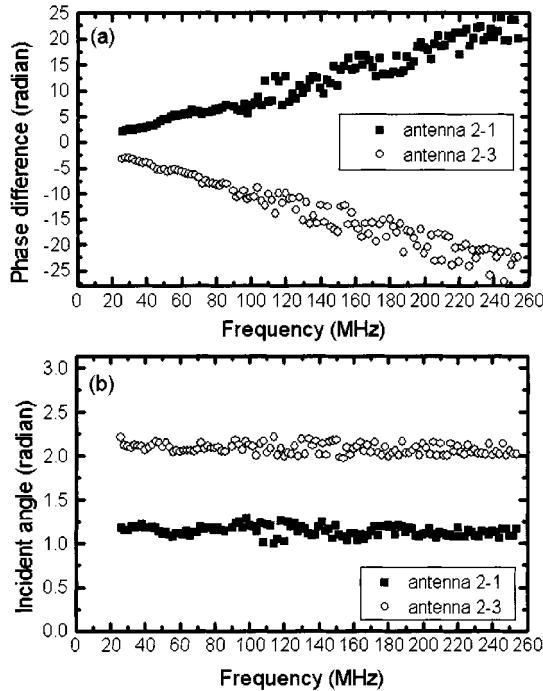 (a)
25
20
15
10
5
0
-5
-10
-15
-20
-25
Phase difference (radian)
antenna 2-1
antenna 2-3
0 20 40 60 80 100 120 140 160 180 200 220 240 260
Frequency (MHz)
(b)
3.0
2.5
2.0
1.5
1.0
0.5
0.0
Incident angle (radian)
antenna 2-1
antenna 2-3
0 20 40 60 80 100 120 140 160 180 200 220 240 260
Frequency (MHz)